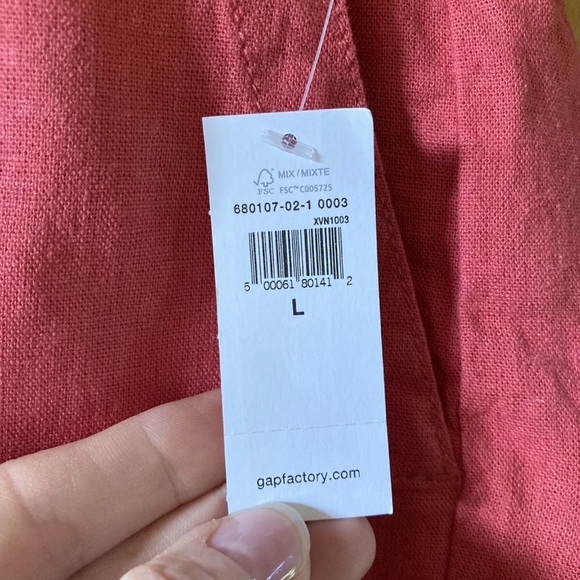 MIX / MIXTE
FSC FSC™ C005725
680107-02-1 0003
XVN1003
5 00061 80141 2
L
gapfactory.com